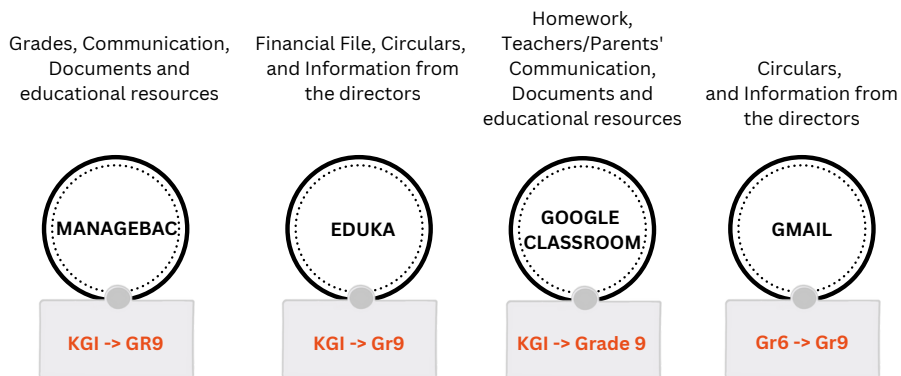 Grades, Communication,
Documents and
educational resources
MANAGEBAC
KGI -> GR9
Financial File, Circulars,
and Information from
the directors
EDUKA
KGI -> Gr9
Homework,
Teachers/Parents'
Communication,
Documents and
educational resources
GOOGLE
CLASSROOM
KGI -> Grade 9
Circulars,
and Information from
the directors
GMAIL
Gr6 -> Gr9